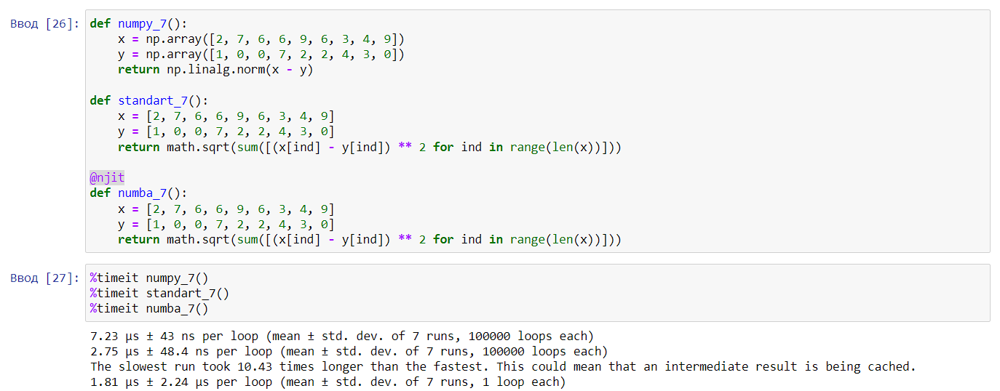 Ввод [26]: def numpy_7():
    x = np.array([2, 7, 6, 6, 9, 6, 3, 4, 9])
    y = np.array([1, 0, 0, 7, 2, 2, 4, 3, 0])
    return np.linalg.norm(x - y)
def standart_7():
    x = [2, 7, 6, 6, 9, 6, 3, 4, 9]
    y = [1, 0, 0, 7, 2, 2, 4, 3, 0]
    return math.sqrt(sum([(x[ind] - y[ind]) ** 2 for ind in range(len(x))]))
@njit
def numba_7():
    x = [2, 7, 6, 6, 9, 6, 3, 4, 9]
    y = [1, 0, 0, 7, 2, 2, 4, 3, 0]
    return math.sqrt(sum([(x[ind] - y[ind]) ** 2 for ind in range(len(x))]))
Ввод [27]: %timeit numpy_7()
%timeit standart_7()
%timeit numba_7()
7.23 µs ± 43 ns per loop (mean ± std. dev. of 7 runs, 100000 loops each)
2.75 µs ± 48.4 ns per loop (mean ± std. dev. of 7 runs, 100000 loops each)
The slowest run took 10.43 times longer than the fastest. This could mean that an intermediate result is being cached.
1.81 µs ± 2.24 µs per loop (mean ± std. dev. of 7 runs, 1 loop each)